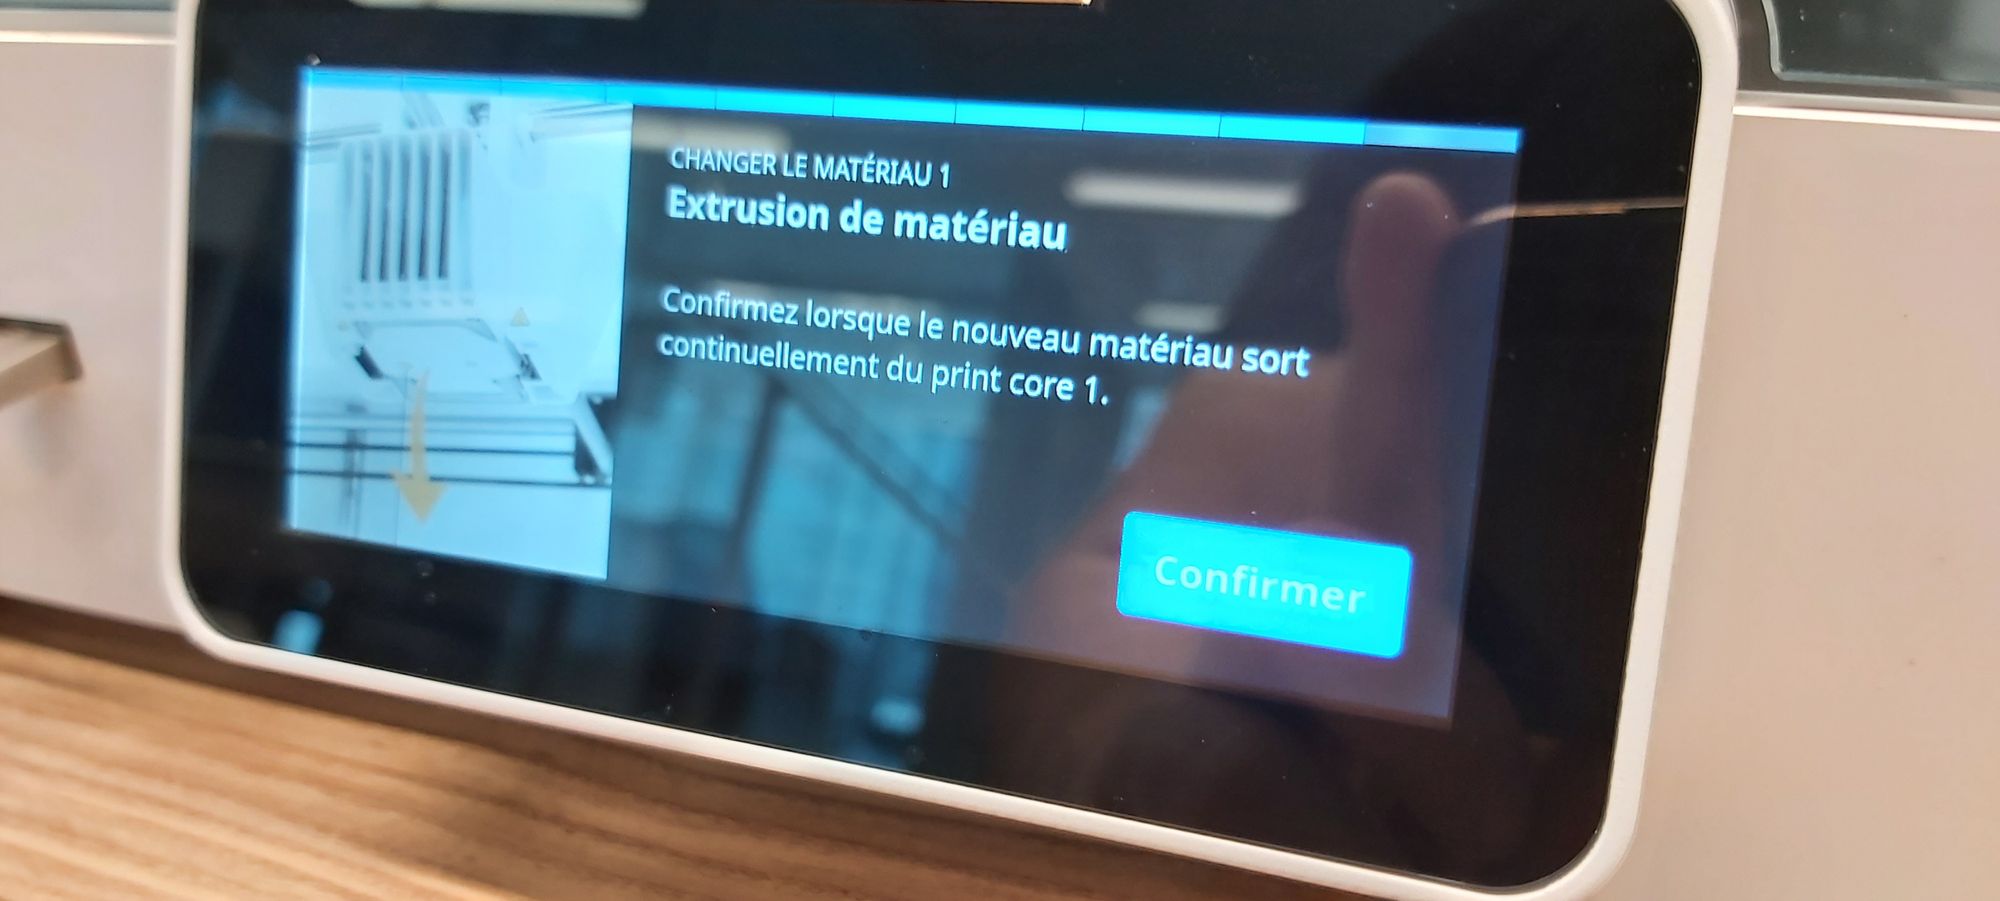 CHANGER LE MATÉRIAU 1
Extrusion de matériau
Confirmez lorsque le nouveau matériau sort
continuellement du print core 1.
Confirmer